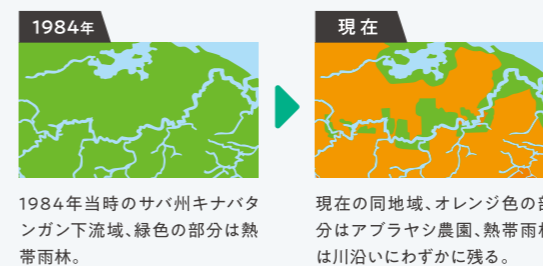 1984年
現在
1984年当時のサバ州キナバタ
ンガン下流域、緑色の部分は熱
帯雨林。
現在の同地域、オレンジ色の
分はアブラヤシ農園、熱帯雨
は川沿いにわずかに残る。